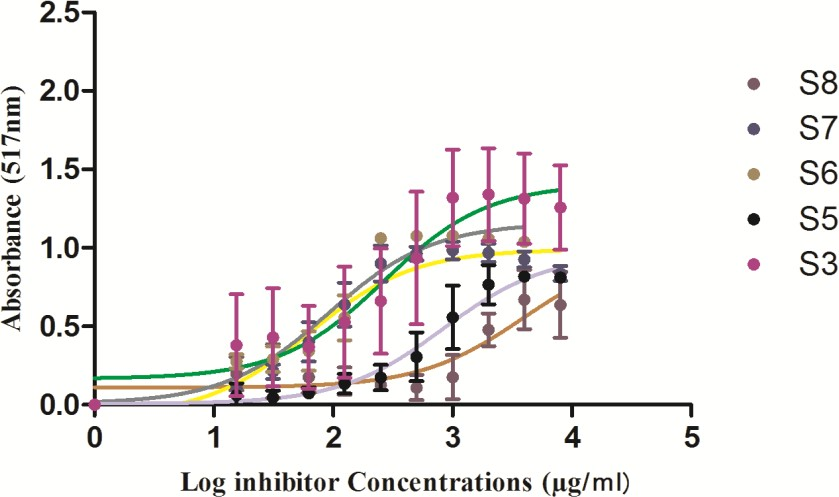 2.5
2.0
1.5
1.0
0.5
0.0
Absorbance (517nm)
0 1 2 3 4 5
Log inhibitor Concentrations (μg/ml)
S8
S7
S6
S5
S3